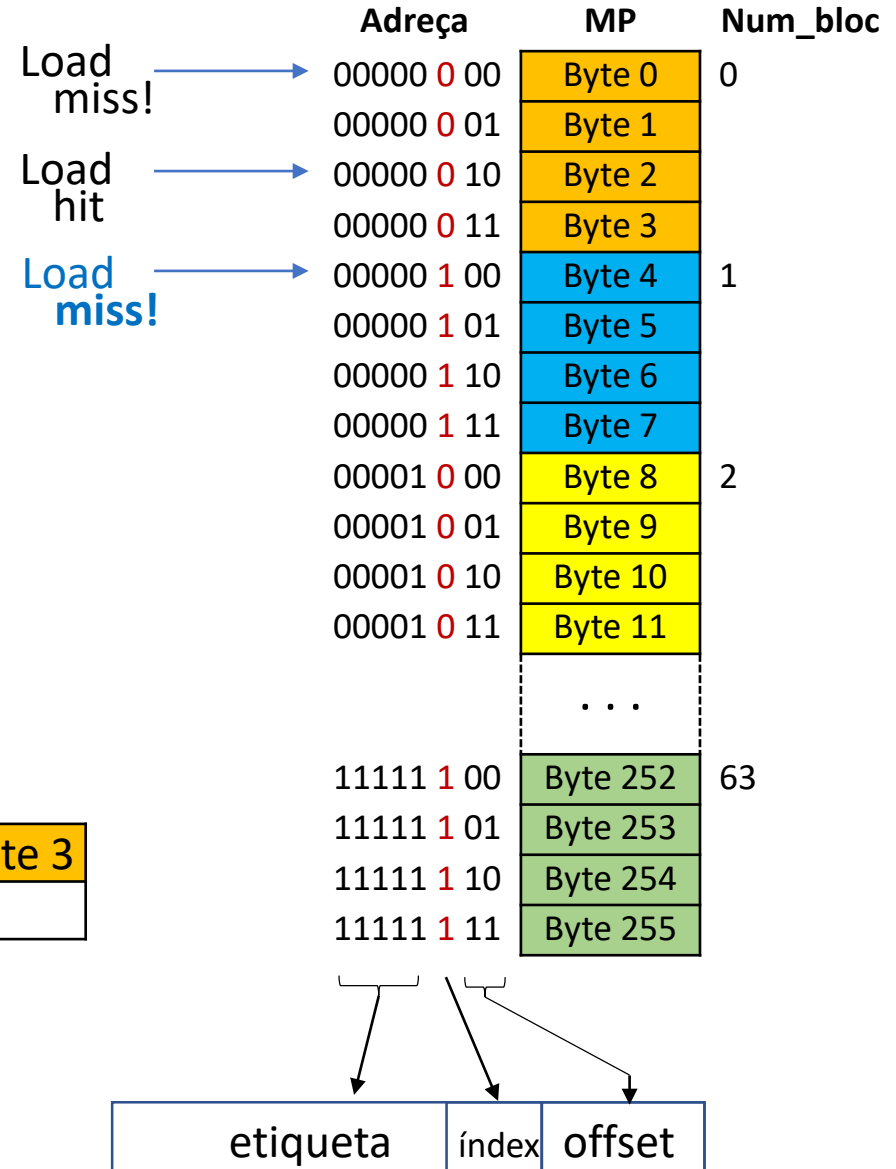 Adreça MP Num_bloc
Load miss! 00000 0 00 Byte 0 0
00000 0 01 Byte 1
Load hit 00000 0 10 Byte 2
00000 0 11 Byte 3
Load miss! 00000 1 00 Byte 4 1
00000 1 01 Byte 5
00000 1 10 Byte 6
00000 1 11 Byte 7
00001 0 00 Byte 8 2
00001 0 01 Byte 9
00001 0 10 Byte 10
00001 0 11 Byte 11
. . .
11111 1 00 Byte 252 63
11111 1 01 Byte 253
te 3
11111 1 10 Byte 254
11111 1 11 Byte 255
etiqueta índex offset